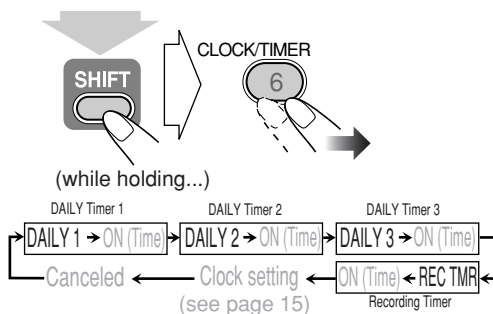 CLOCK/TIMER
SHIFT
6
(while holding...)
DAILY Timer 1 DAILY Timer 2 DAILY Timer 3
DAILY 1 → ON (Time) → DAILY 2 → ON (Time) → DAILY 3 → ON (Time)
Canceled ← Clock setting ← ON (Time) ← REC TMR
(see page 15) Recording Timer